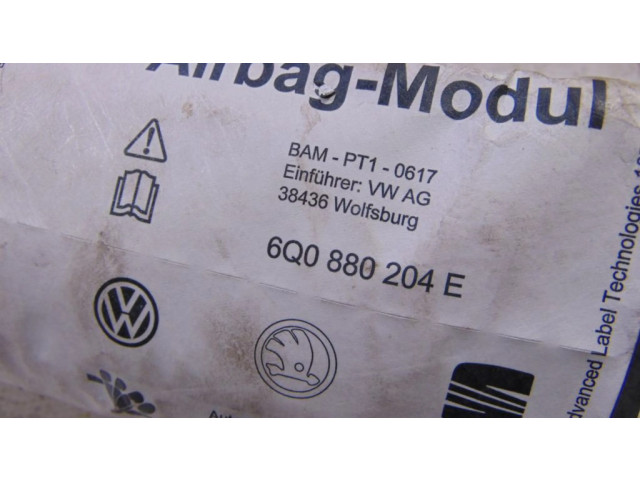 Airbag-Modul
BAM - PT1 - 0617
Einführer: VW AG
38436 Wolfsburg
6Q0 880 204 E
Advanced Label Technologies